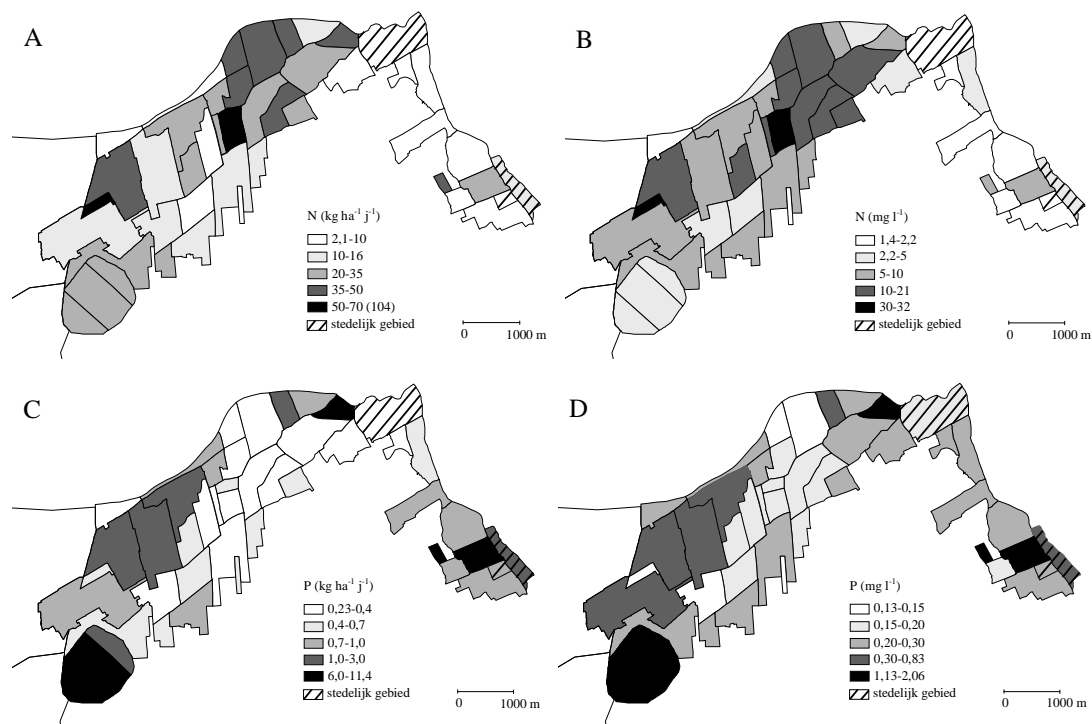 A
N (kg ha⁻¹ j⁻¹)
2,1-10
10-16
20-35
35-50
50-70 (104)
stedelijk gebied
0 1000 m
B
N (mg l⁻¹)
1,4-2,2
2,2-5
5-10
10-21
30-32
stedelijk gebied
0 1000 m
C
P (kg ha⁻¹ j⁻¹)
0,23-0,4
0,4-0,7
0,7-1,0
1,0-3,0
6,0-11,4
stedelijk gebied
0 1000 m
D
P (mg l⁻¹)
0,13-0,15
0,15-0,20
0,20-0,30
0,30-0,83
1,13-2,06
stedelijk gebied
0 1000 m